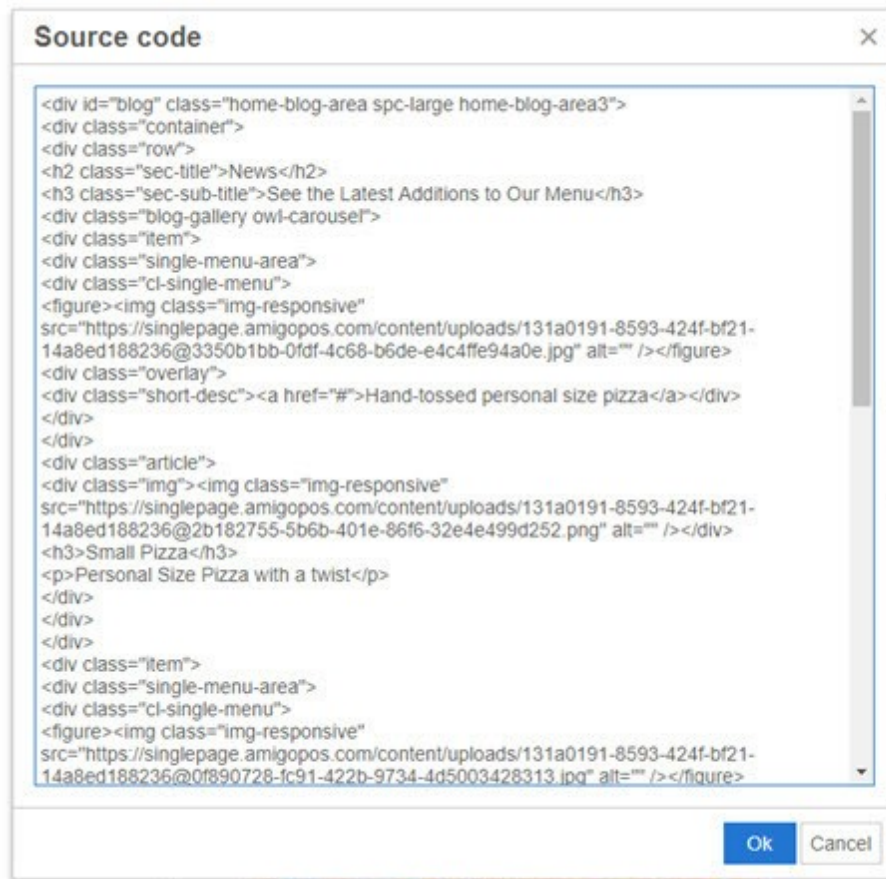 Source code
<div id="blog" class="home-blog-area spc-large home-blog-area3">
<div class="container">
<div class="row">
<h2 class="sec-title">News</h2>
<h3 class="sec-sub-title">See the Latest Additions to Our Menu</h3>
<div class="blog-gallery owl-carousel">
<div class="item">
<div class="single-menu-area">
<div class="cl-single-menu">
<figure><img class="img-responsive"
src="https://singlepage.amigopos.com/content/uploads/131a0191-8593-424f-bf21-
14a8ed188236@3350b1bb-0fdf-4c68-b6de-e4c4ffe94a0e.jpg" alt="" /></figure>
<div class="overlay">
<div class="short-desc"><a href="#">Hand-tossed personal size pizza</a></div>
</div>
</div>
<div class="article">
<div class="img"><img class="img-responsive"
src="https://singlepage.amigopos.com/content/uploads/131a0191-8593-424f-bf21-
14a8ed188236@2b182755-5b6b-401e-86f6-32e4e499d252.png" alt="" /></div>
<h3>Small Pizza</h3>
<p>Personal Size Pizza with a twist</p>
</div>
</div>
</div>
<div class="item">
<div class="single-menu-area">
<div class="cl-single-menu">
<figure><img class="img-responsive"
src="https://singlepage.amigopos.com/content/uploads/131a0191-8593-424f-bf21-
14a8ed188236@0f890728-fc91-422b-9734-4d5003428313.jpg" alt="" /></figure>
Ok Cancel